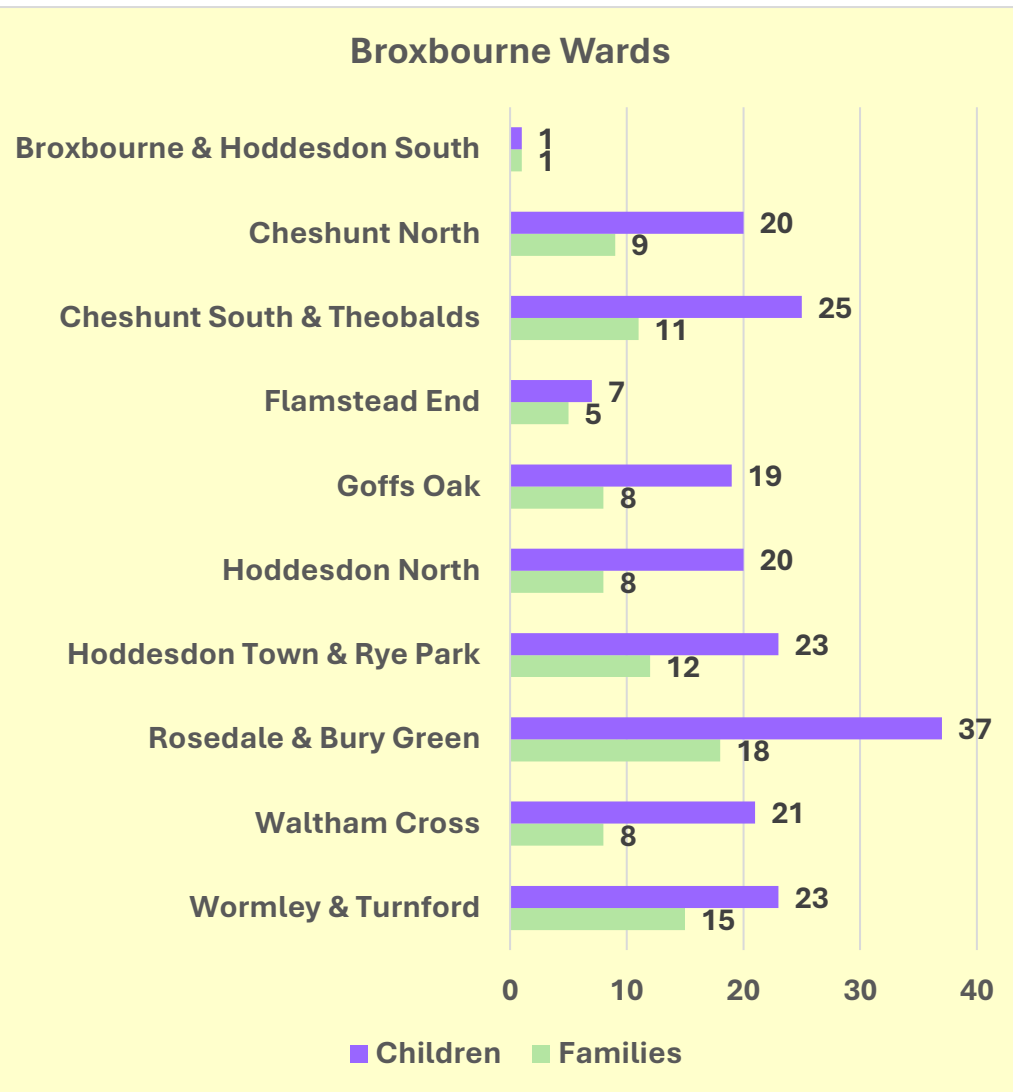 Broxbourne Wards
Broxbourne & Hoddesdon South
1
1
Cheshunt North
20
9
Cheshunt South & Theobalds
25
11
Flamstead End
7
5
Goffs Oak
19
8
Hoddesdon North
20
8
Hoddesdon Town & Rye Park
23
12
Rosedale & Bury Green
37
18
Waltham Cross
21
8
Wormley & Turnford
23
15
0 10 20 30 40
Children Families